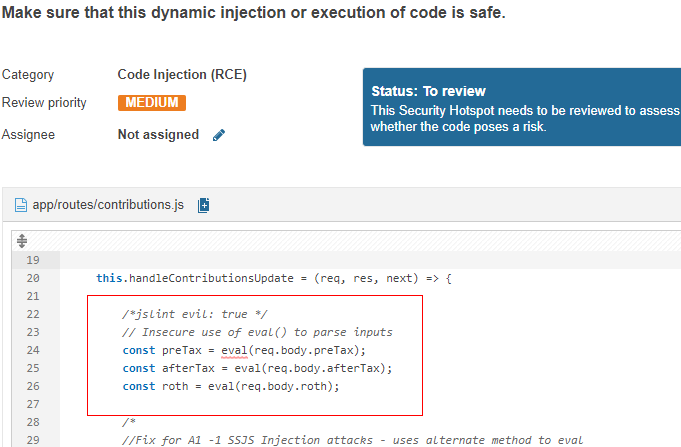 Make sure that this dynamic injection or execution of code is safe.
Category Code Injection (RCE)
Review priority MEDIUM
Assignee Not assigned
Status: To review
This Security Hotspot needs to be reviewed to assess
whether the code poses a risk.
app/routes/contributions.js
19
20 this.handleContributionsUpdate = (req, res, next) => {
21
22 /*jslint evil: true */
23 // Insecure use of eval() to parse inputs
24 const preTax = eval(req.body.preTax);
25 const afterTax = eval(req.body.afterTax);
26 const roth = eval(req.body.roth);
27
28 /*
29 //Fix for A1 -1 SSJS Injection attacks - uses alternate method to eval